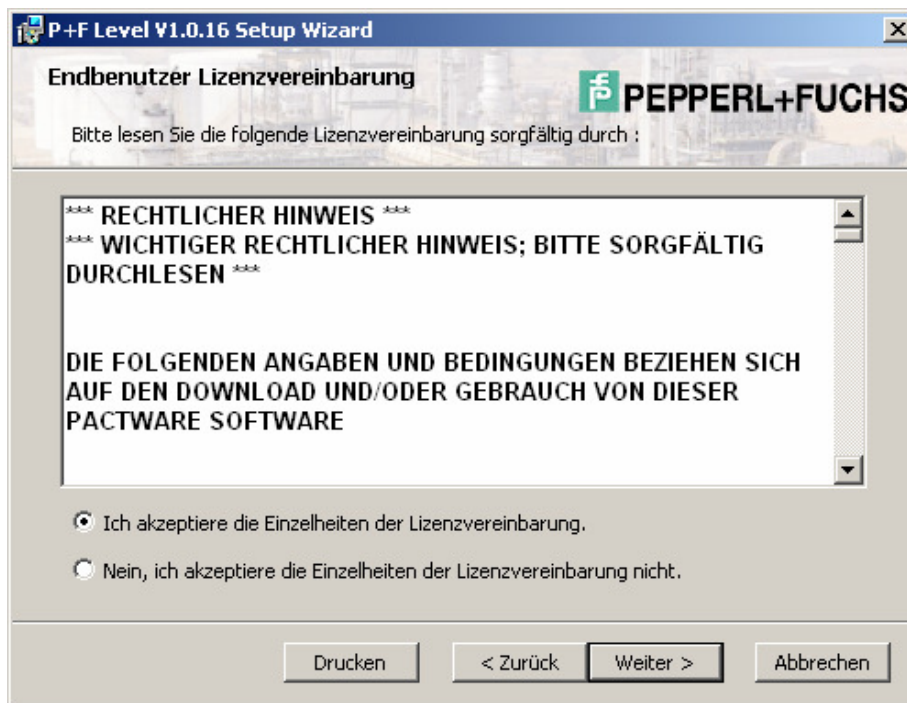 P+F Level V1.0.16 Setup Wizard
Endbenutzer Lizenzvereinbarung
PEPPERL+FUCHS
Bitte lesen Sie die folgende Lizenzvereinbarung sorgfältig durch :
*** RECHTLICHER HINWEIS ***
*** WICHTIGER RECHTLICHER HINWEIS; BITTE SORGFÄLTIG
DURCHLESEN ***
DIE FOLGENDEN ANGABEN UND BEDINGUNGEN BEZIEHEN SICH
AUF DEN DOWNLOAD UND/ODER GEBRAUCH VON DIESER
PACTWARE SOFTWARE
Ich akzeptiere die Einzelheiten der Lizenzvereinbarung.
Nein, ich akzeptiere die Einzelheiten der Lizenzvereinbarung nicht.
Drucken
< Zurück
Weiter >
Abbrechen